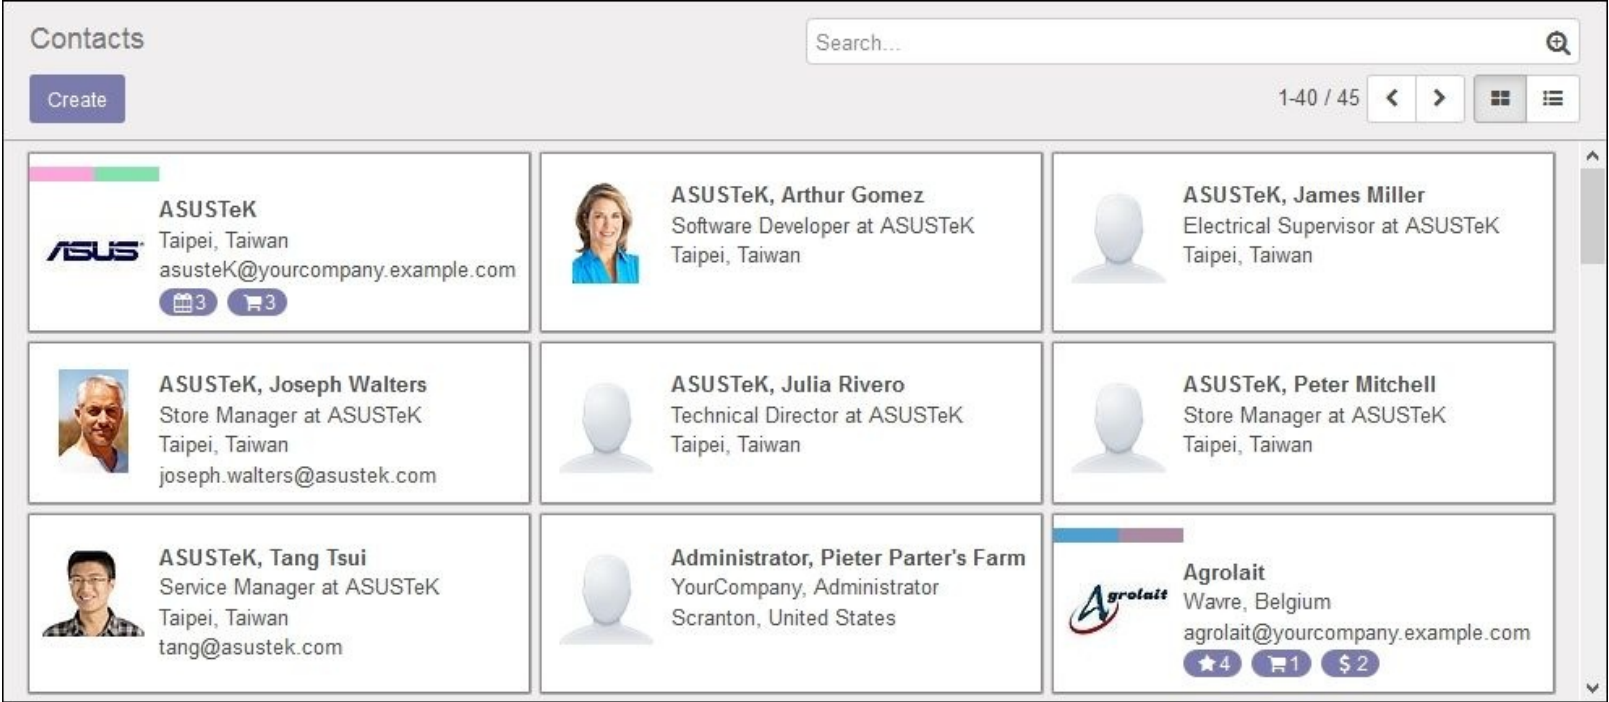 Contacts
Search...
Create
1-40 / 45
ASUSTeK
Taipei, Taiwan
asusteK@yourcompany.example.com
3 3
ASUS
ASUSTeK, Arthur Gomez
Software Developer at ASUSTeK
Taipei, Taiwan
ASUSTeK, James Miller
Electrical Supervisor at ASUSTeK
Taipei, Taiwan
ASUSTeK, Joseph Walters
Store Manager at ASUSTeK
Taipei, Taiwan
joseph.walters@asustek.com
ASUSTeK, Julia Rivero
Technical Director at ASUSTeK
Taipei, Taiwan
ASUSTeK, Peter Mitchell
Store Manager at ASUSTeK
Taipei, Taiwan
ASUSTeK, Tang Tsui
Service Manager at ASUSTeK
Taipei, Taiwan
tang@asustek.com
Administrator, Pieter Parter's Farm
YourCompany, Administrator
Scranton, United States
Agrolait
Agrolait
Wavre, Belgium
agrolait@yourcompany.example.com
4 1 $ 2